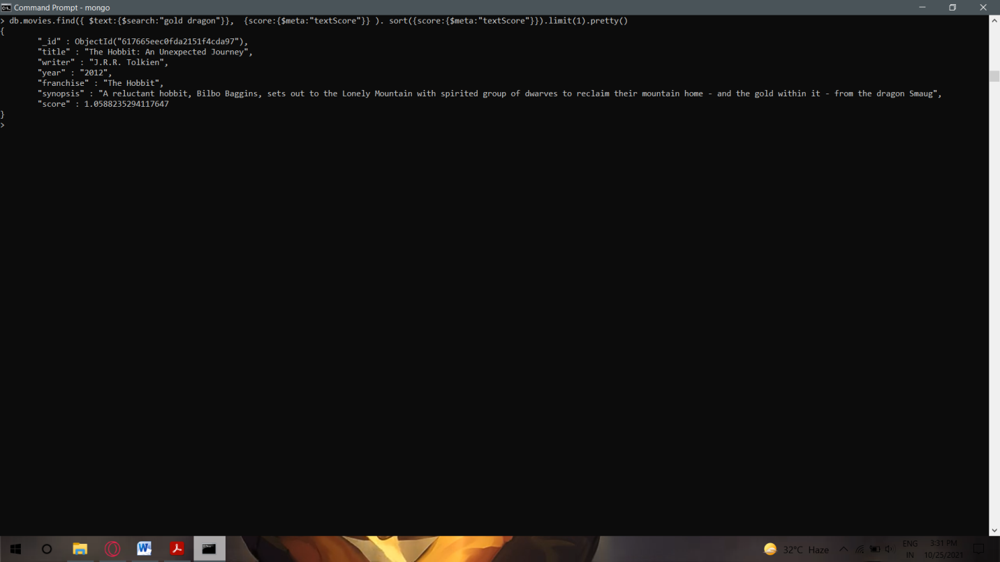 Command Prompt - mongo
> db.movies.find({ $text:{$search:"gold dragon"}},  {score:{$meta:"textScore"}} ). sort({score:{$meta:"textScore"}}).limit(1).pretty()
{
        "_id" : ObjectId("617665eec0fda2151f4cda97"),
        "title" : "The Hobbit: An Unexpected Journey",
        "writer" : "J.R.R. Tolkien",
        "year" : "2012",
        "franchise" : "The Hobbit",
        "synopsis" : "A reluctant hobbit, Bilbo Baggins, sets out to the Lonely Mountain with spirited group of dwarves to reclaim their mountain home - and the gold within it - from the dragon Smaug",
        "score" : 1.0588235294117647
}
>
32°C Haze
ENG
IN
3:31 PM
10/25/2021